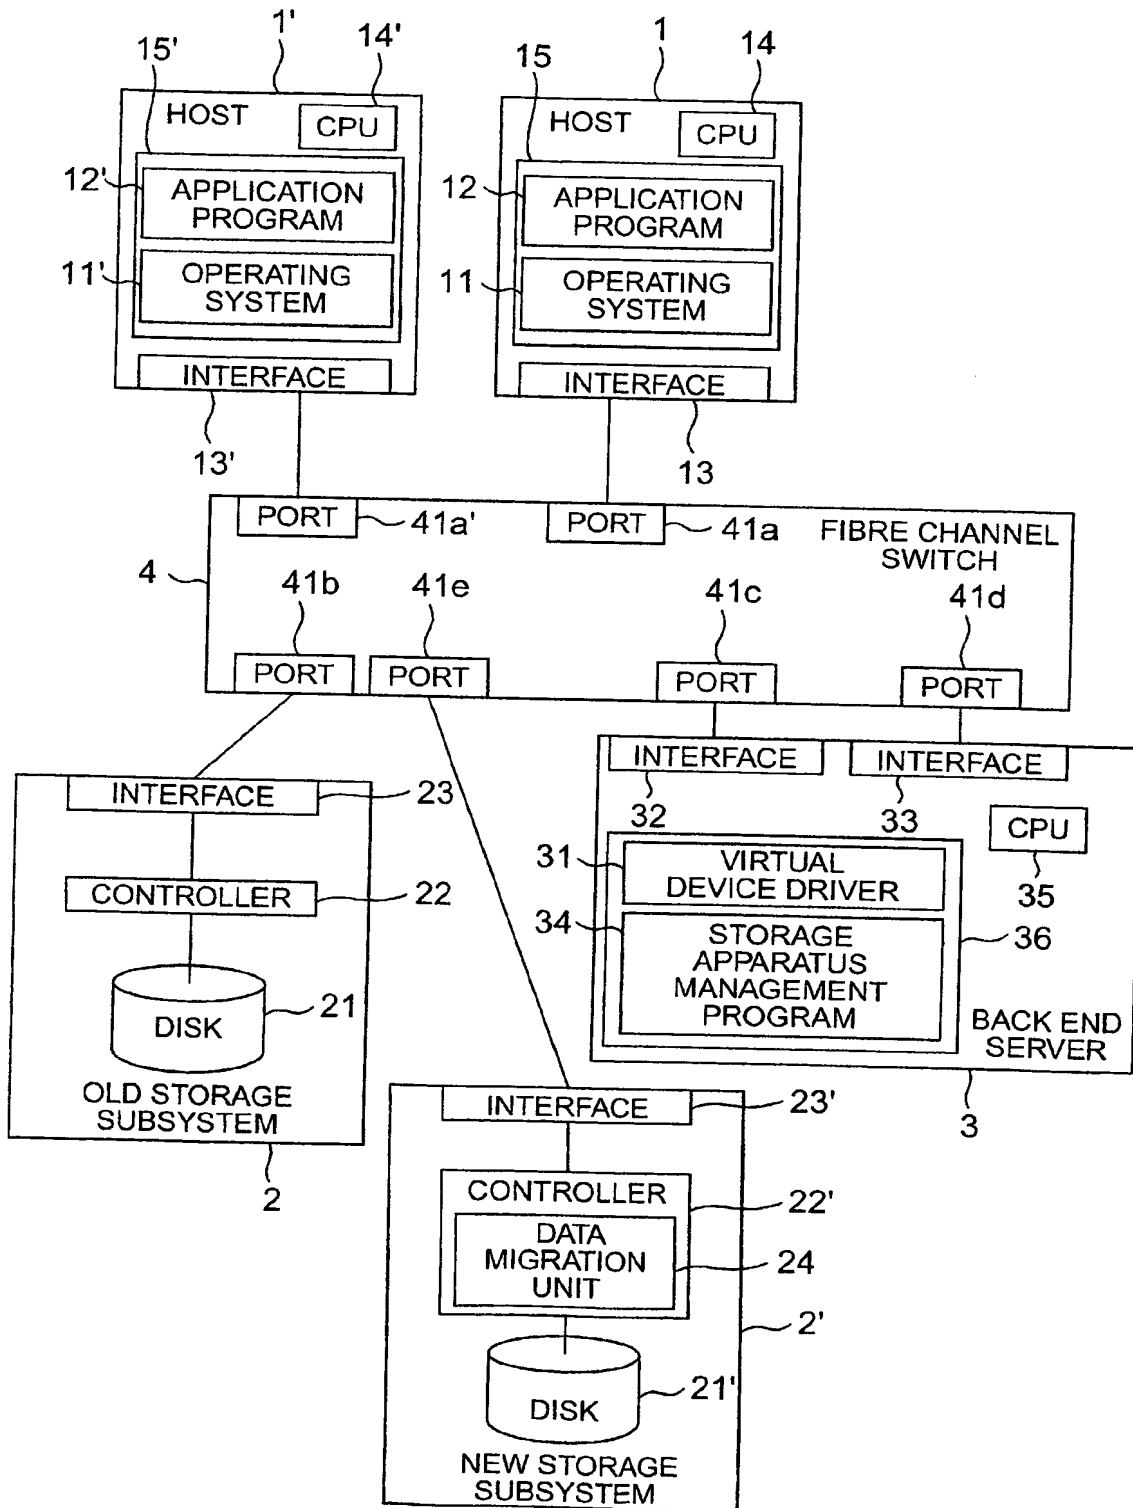 1'
14'
15'
1
14
15
HOST
CPU
HOST
CPU
12'
APPLICATION
PROGRAM
12
APPLICATION
PROGRAM
11'
OPERATING
SYSTEM
11
OPERATING
SYSTEM
INTERFACE
INTERFACE
13'
13
PORT
41a'
PORT
41a
FIBRE CHANNEL
SWITCH
4
41b
41e
41c
41d
PORT
PORT
PORT
PORT
INTERFACE
23
INTERFACE
INTERFACE
32
33
CPU
35
CONTROLLER
22
31
VIRTUAL
DEVICE DRIVER
34
STORAGE
APPARATUS
MANAGEMENT
PROGRAM
36
DISK
21
BACK END
SERVER
3
OLD STORAGE
SUBSYSTEM
2
INTERFACE
23'
CONTROLLER
22'
DATA
MIGRATION
UNIT
24
2'
DISK
21'
NEW STORAGE
SUBSYSTEM